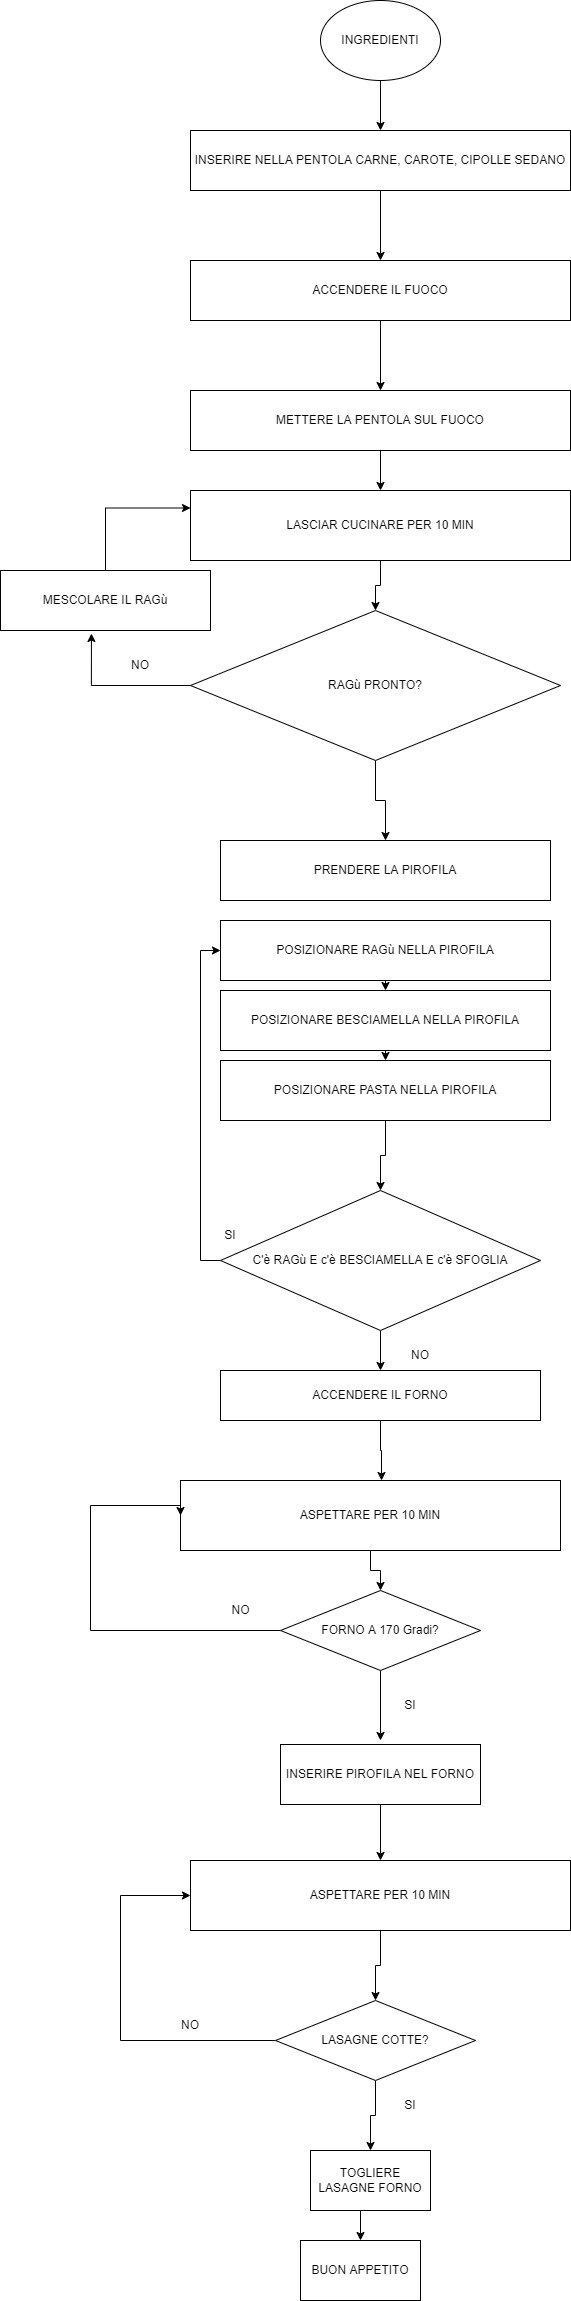 INGREDIENTI
INSERIRE NELLA PENTOLA CARNE, CAROTE, CIPOLLE SEDANO
ACCENDERE IL FUOCO
METTERE LA PENTOLA SUL FUOCO
LASCIAR CUCINARE PER 10 MIN
MESCOLARE IL RAGù
NO
RAGù PRONTO?
PRENDERE LA PIROFILA
POSIZIONARE RAGù NELLA PIROFILA
POSIZIONARE BESCIAMELLA NELLA PIROFILA
POSIZIONARE PASTA NELLA PIROFILA
SI
C'è RAGù E c'è BESCIAMELLA E c'è SFOGLIA
NO
ACCENDERE IL FORNO
ASPETTARE PER 10 MIN
NO
FORNO A 170 Gradi?
SI
INSERIRE PIROFILA NEL FORNO
ASPETTARE PER 10 MIN
NO
LASAGNE COTTE?
SI
TOGLIERE
LASAGNE FORNO
BUON APPETITO